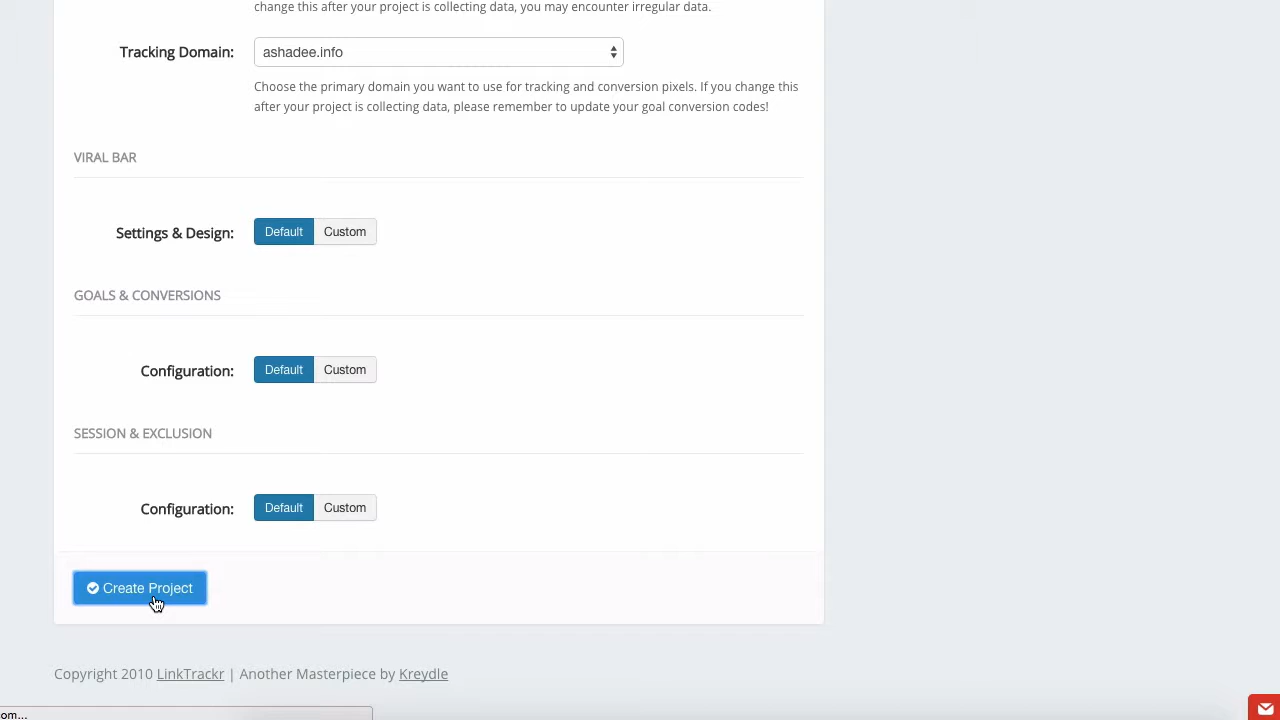 change this after your project is collecting data, you may encounter irregular data.
Tracking Domain: ashadee.info
Choose the primary domain you want to use for tracking and conversion pixels. If you change this
after your project is collecting data, please remember to update your goal conversion codes!
VIRAL BAR
Settings & Design: Default Custom
GOALS & CONVERSIONS
Configuration: Default Custom
SESSION & EXCLUSION
Configuration: Default Custom
Create Project
Copyright 2010 LinkTrackr | Another Masterpiece by Kreydle
om...